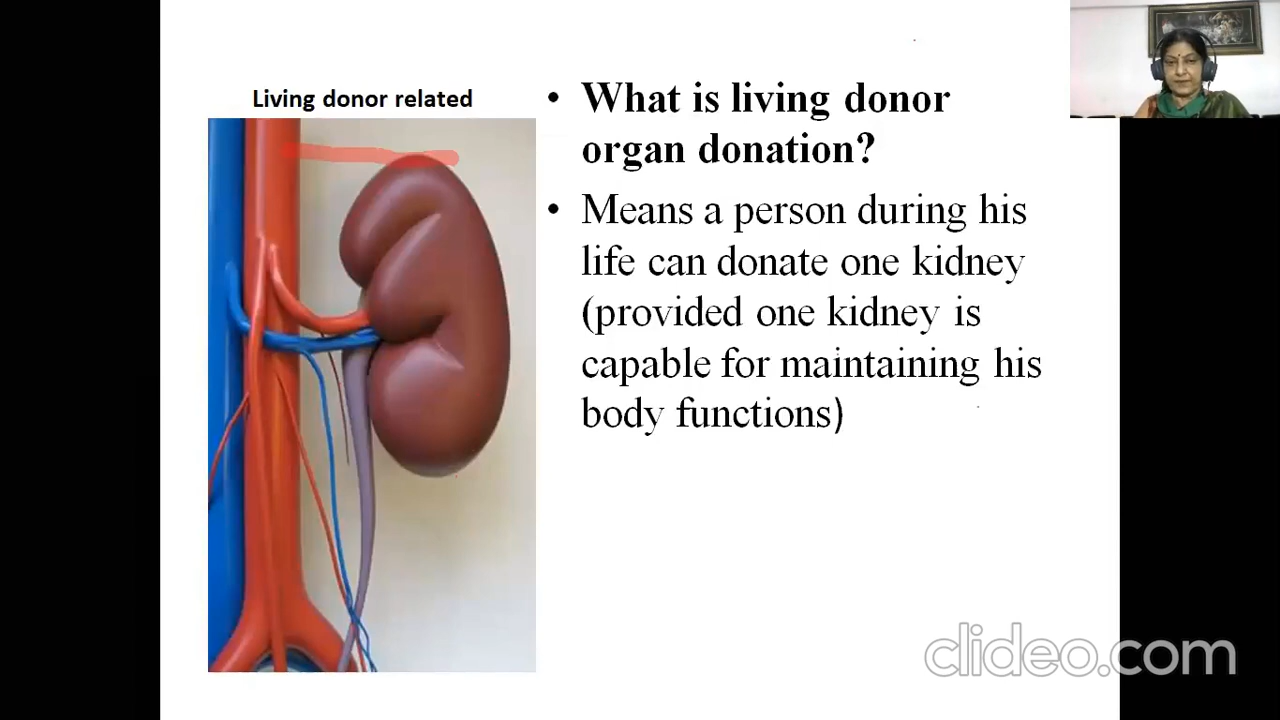 Living donor related
• What is living donor
organ donation?
• Means a person during his
life can donate one kidney
(provided one kidney is
capable for maintaining his
body functions)
clideo.com